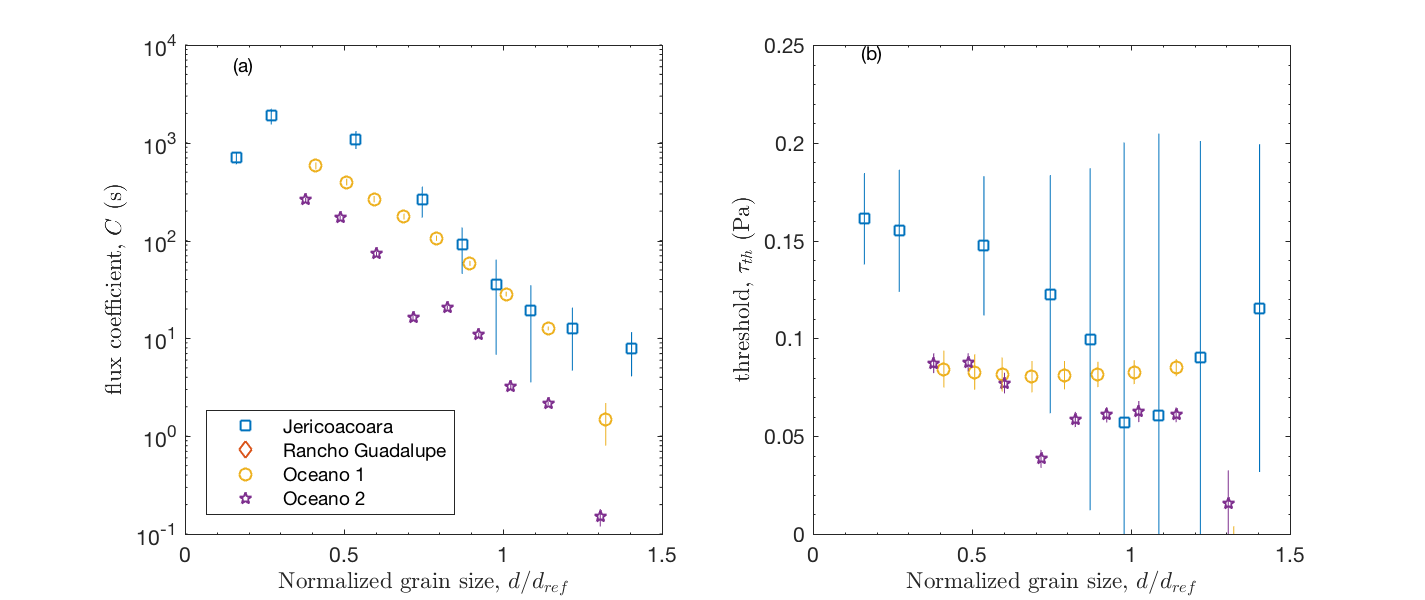 (a)
10^4
10^3
10^2
10^1
10^0
10^-1
flux coefficient, C (s)
Jericoacoara
Rancho Guadalupe
Oceano 1
Oceano 2
0 0.5 1 1.5
Normalized grain size, d/d_ref
(b)
0.25
0.2
0.15
0.1
0.05
0
threshold, τ_th (Pa)
0 0.5 1 1.5
Normalized grain size, d/d_ref